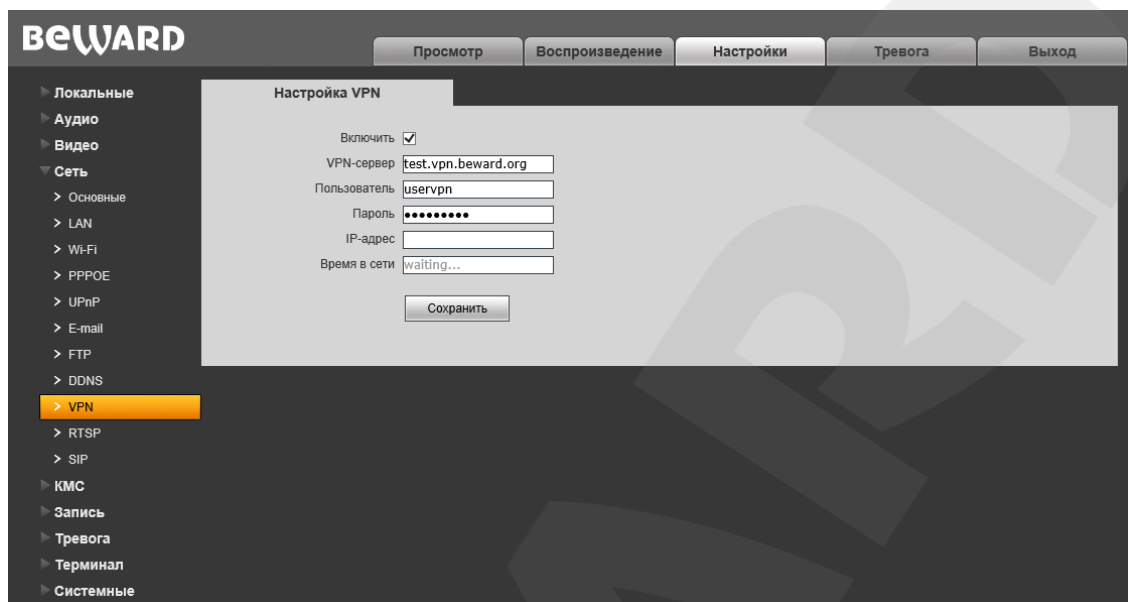 BEWARD
Просмотр
Воспроизведение
Настройки
Тревога
Выход
Локальные
Аудио
Видео
Сеть
Основные
LAN
Wi-Fi
PPPOE
UPnP
E-mail
FTP
DDNS
VPN
RTSP
SIP
КМС
Запись
Тревога
Терминал
Системные
Настройка VPN
Включить
VPN-сервер test.vpn.beward.org
Пользователь uservpn
Пароль •••••••••
IP-адрес
Время в сети waiting...
Сохранить